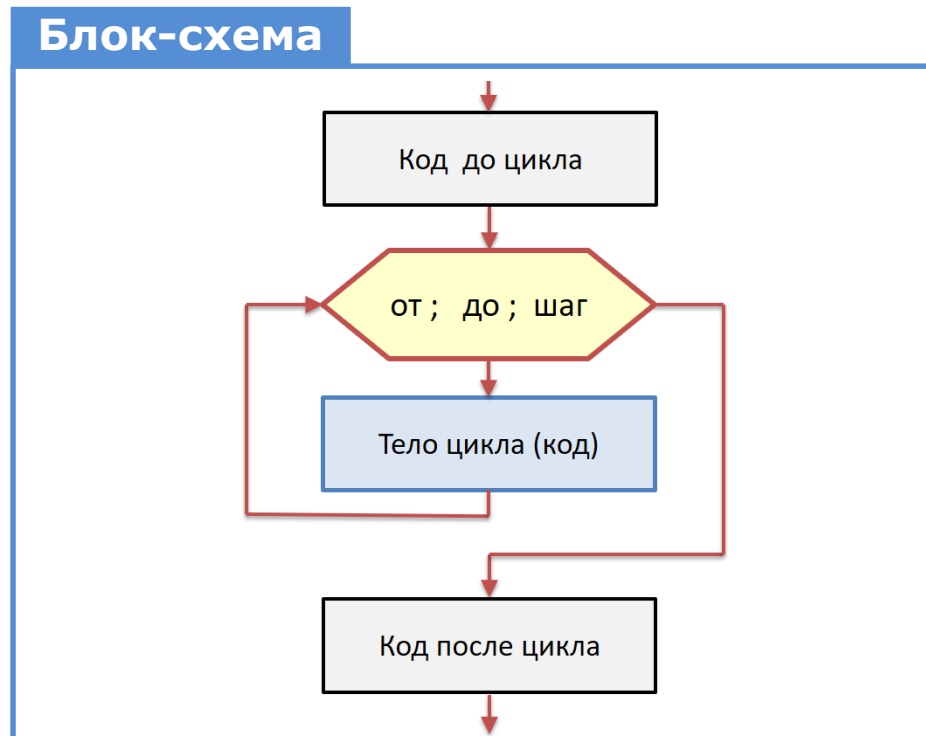 Блок-схема
Код до цикла
от ; до ; шаг
Тело цикла (код)
Код после цикла